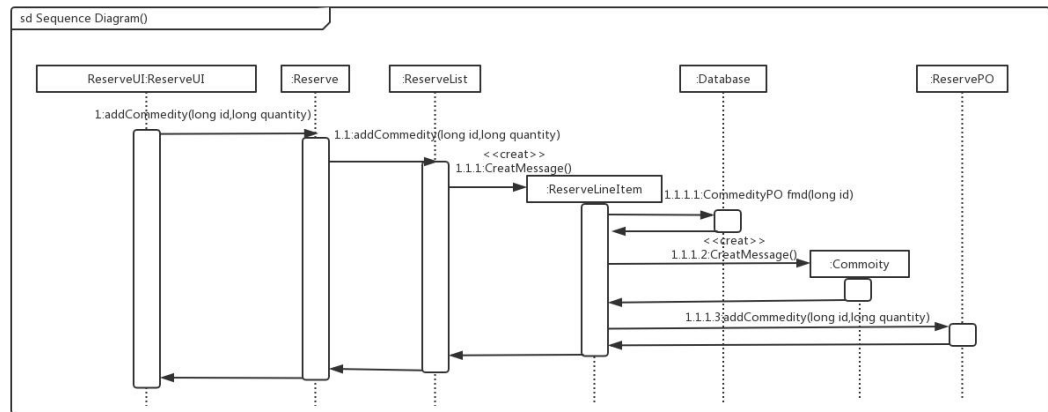 sd Sequence Diagram()
ReserveUI:ReserveUI
:Reserve
:ReserveList
:Database
:ReservePO
1:addCommedity(long id,long quantity)
1.1:addCommedity(long id,long quantity)
<<creat>>
1.1.1:CreatMessage()
:ReserveLineItem
1.1.1.1:CommedityPO fmd(long id)
<<creat>>
1.1.1.2:CreatMessage()
:Commoity
1.1.1.3:addCommedity(long id,long quantity)